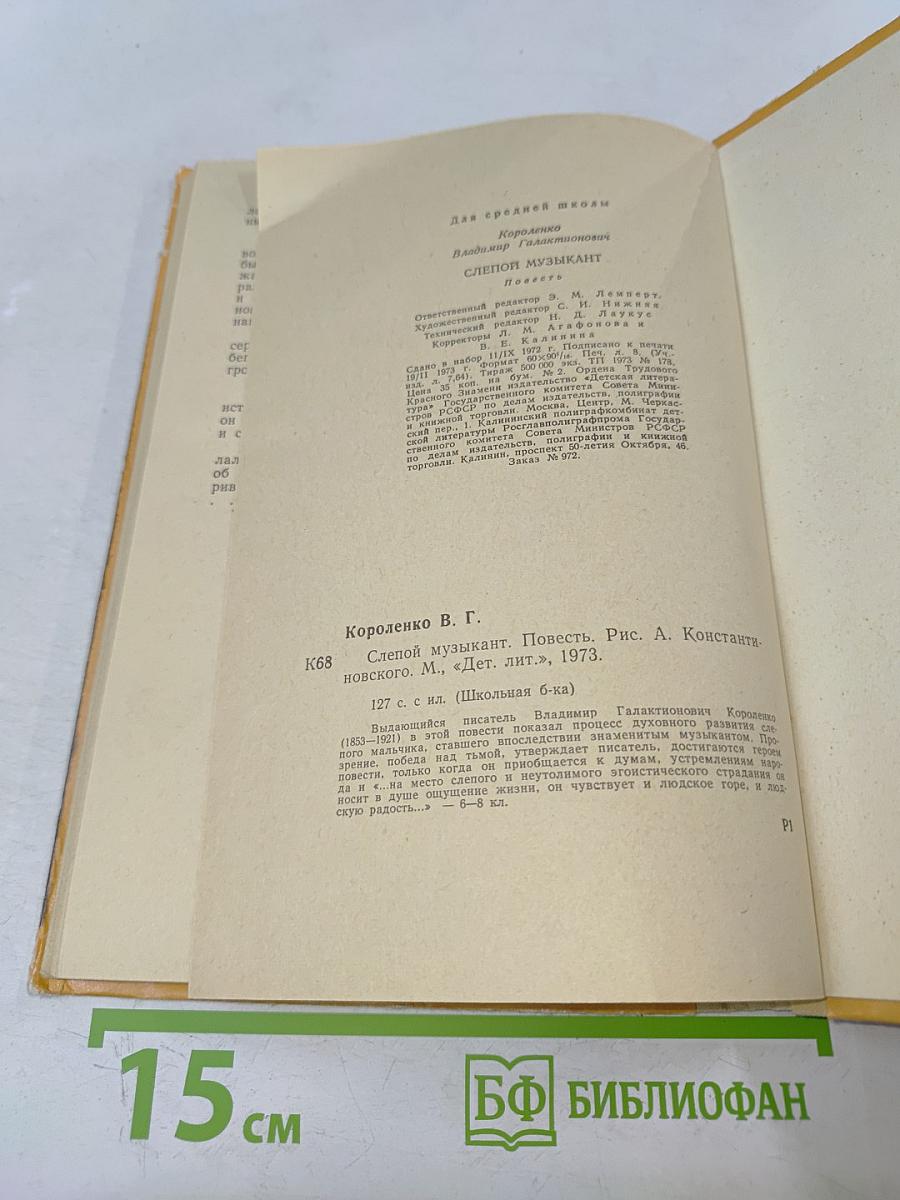 Для средней школы
Короленко
Владимир Галактионович
СЛЕПОЙ МУЗЫКАНТ
Повесть
Ответственный редактор Э. М. Лемперт.
Художественный редактор С. И. Нижняя
Технический редактор Н. Д. Лаукус
Корректоры Л. М. Агафонова и
В. Е. Калинина
Сдано в набор 11/IX 1972 г. Подписано к печати
19/II 1973 г. Формат 60×90¹/₁₆. Печ. л. 8. (Уч.-
изд. л. 7,64). Тираж 500 000 экз. ТП 1973 № 178.
Цена 35 коп. на бум. № 2. Ордена Трудового
Красного Знамени издательство «Детская литера-
тура» Государственного комитета Совета Мини-
стров РСФСР по делам издательств, полиграфии
и книжной торговли. Москва, Центр, М. Черкас-
ский пер., 1. Калининский полиграфкомбинат дет-
ской литературы Росглавполиграфпрома Государ-
ственного комитета Совета Министров РСФСР
по делам издательств, полиграфии и книжной
торговли. Калинин, проспект 50-летия Октября, 46.
Заказ № 972.
Короленко В. Г.
К68 Слепой музыкант. Повесть. Рис. А. Константи-
новского. М., «Дет. лит.», 1973.
127 с. с ил. (Школьная б-ка)
Выдающийся писатель Владимир Галактионович Короленко
(1853—1921) в этой повести показал процесс духовного развития сле-
пого мальчика, ставшего впоследствии знаменитым музыкантом. Про-
зрение, победа над тьмой, утверждает писатель, достигаются героем
повести, только когда он приобщается к думам, устремлениям наро-
да и «...на место слепого и неутолимого эгоистического страдания он
носит в душе ощущение жизни, он чувствует и людское горе, и люд-
скую радость...» — 6—8 кл.
Р1
15 см
БФ БИБЛИОФАН